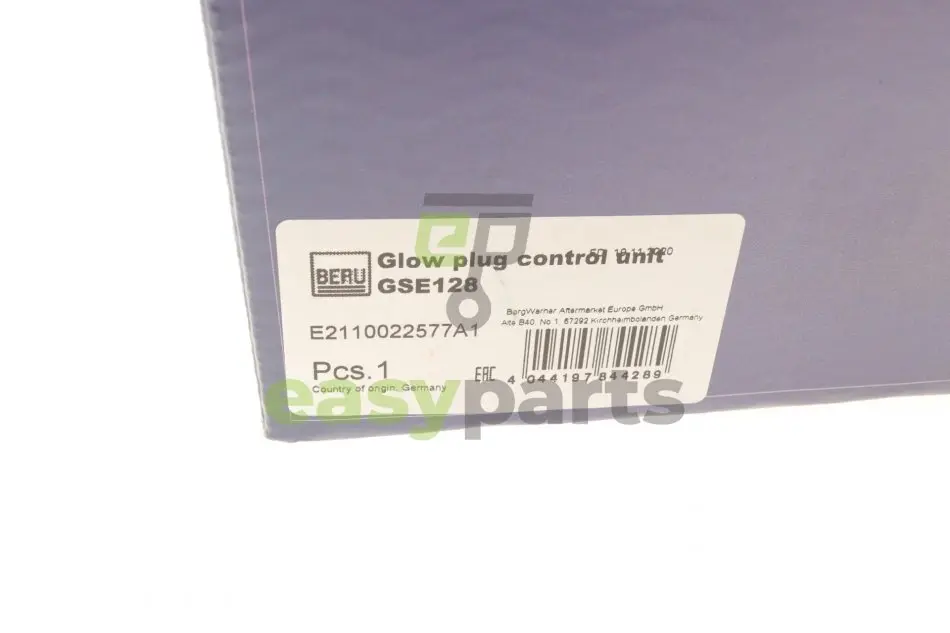 BERU
Glow plug control unit
GSE128
BorgWarner Aftermarket Europe GmbH
Alte B40, No 1, 67292 Kirchheimbolanden Germany
E2110022577A1
Pcs.1
EAC
4 044197 844289
Country of origin: Germany
easyparts